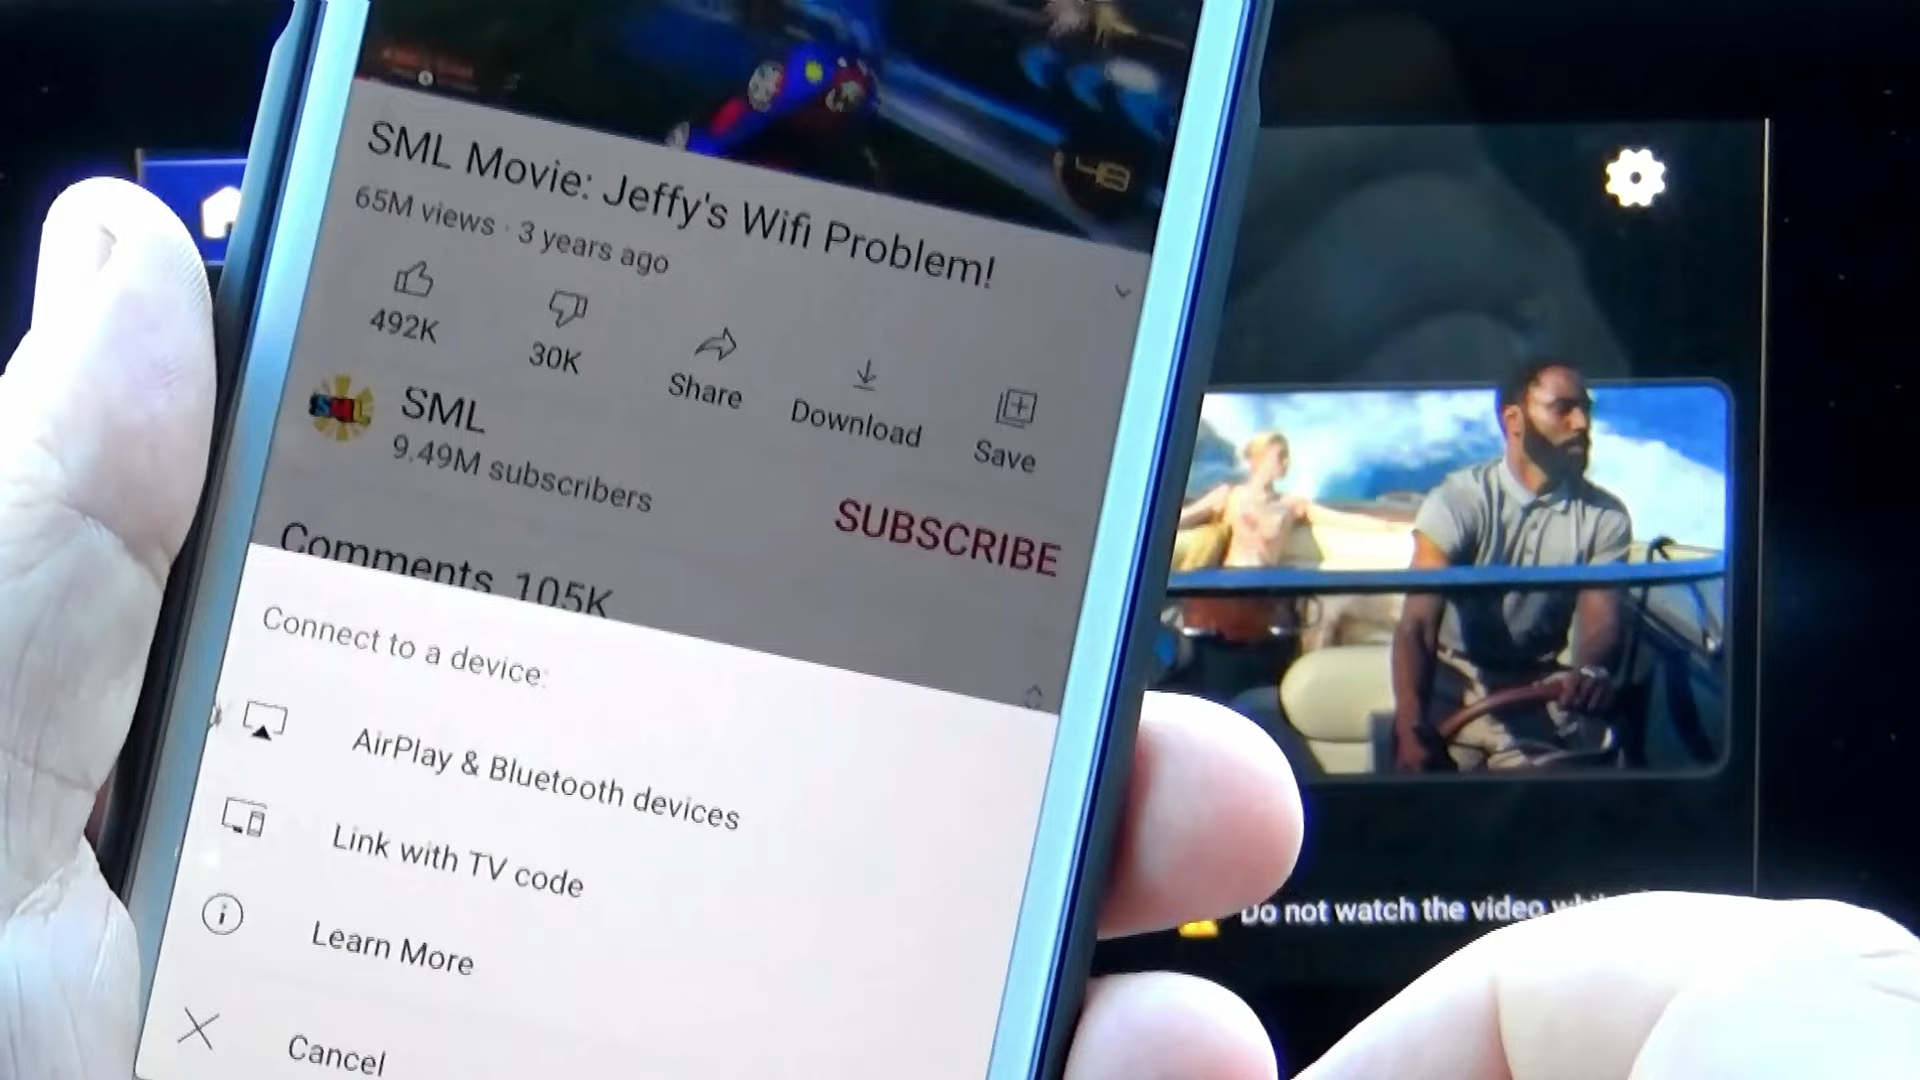 48
SML Movie: Jeffy's Wifi Problem!
65M views · 3 years ago
492K
30K
Share
Download
Save
SML
SML
9.49M subscribers
SUBSCRIBE
Comments 105K
Connect to a device:
AirPlay & Bluetooth devices
Link with TV code
Learn More
Cancel
Do not watch the video